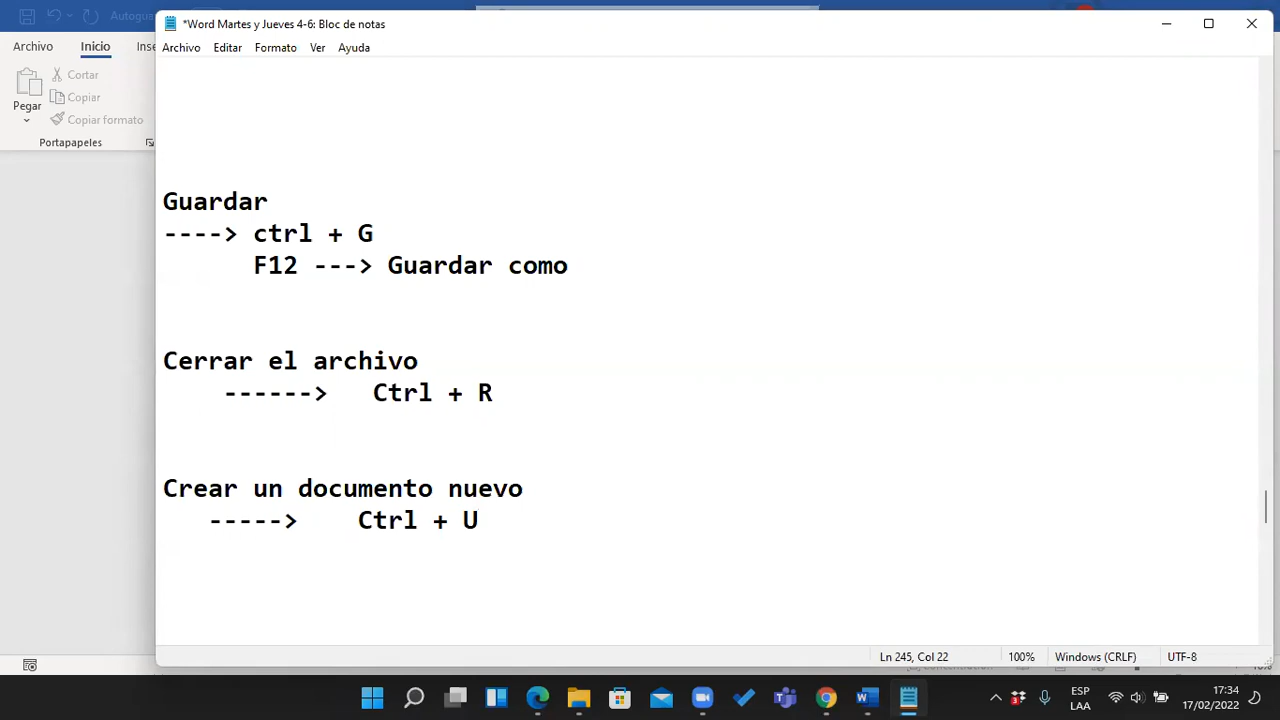 Autogua
*Word Martes y Jueves 4-6: Bloc de notas
Archivo Inicio Inse
Archivo Editar Formato Ver Ayuda
Pegar
Cortar
Copiar
Copiar formato
Portapapeles
Guardar
----> ctrl + G
F12 ---> Guardar como
Cerrar el archivo
------> Ctrl + R
Crear un documento nuevo
-----> Ctrl + U
Ln 245, Col 22 100% Windows (CRLF) UTF-8
ESP
LAA
17:34
17/02/2022